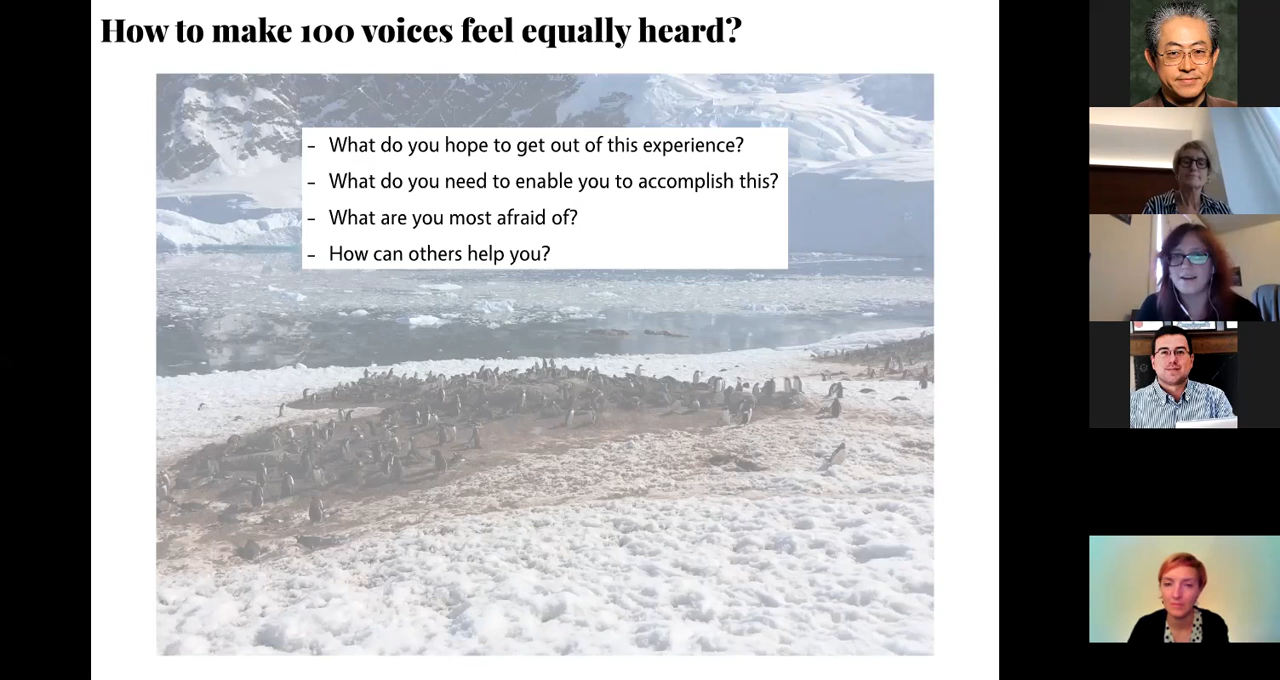 How to make 100 voices feel equally heard?
- What do you hope to get out of this experience?
- What do you need to enable you to accomplish this?
- What are you most afraid of?
- How can others help you?